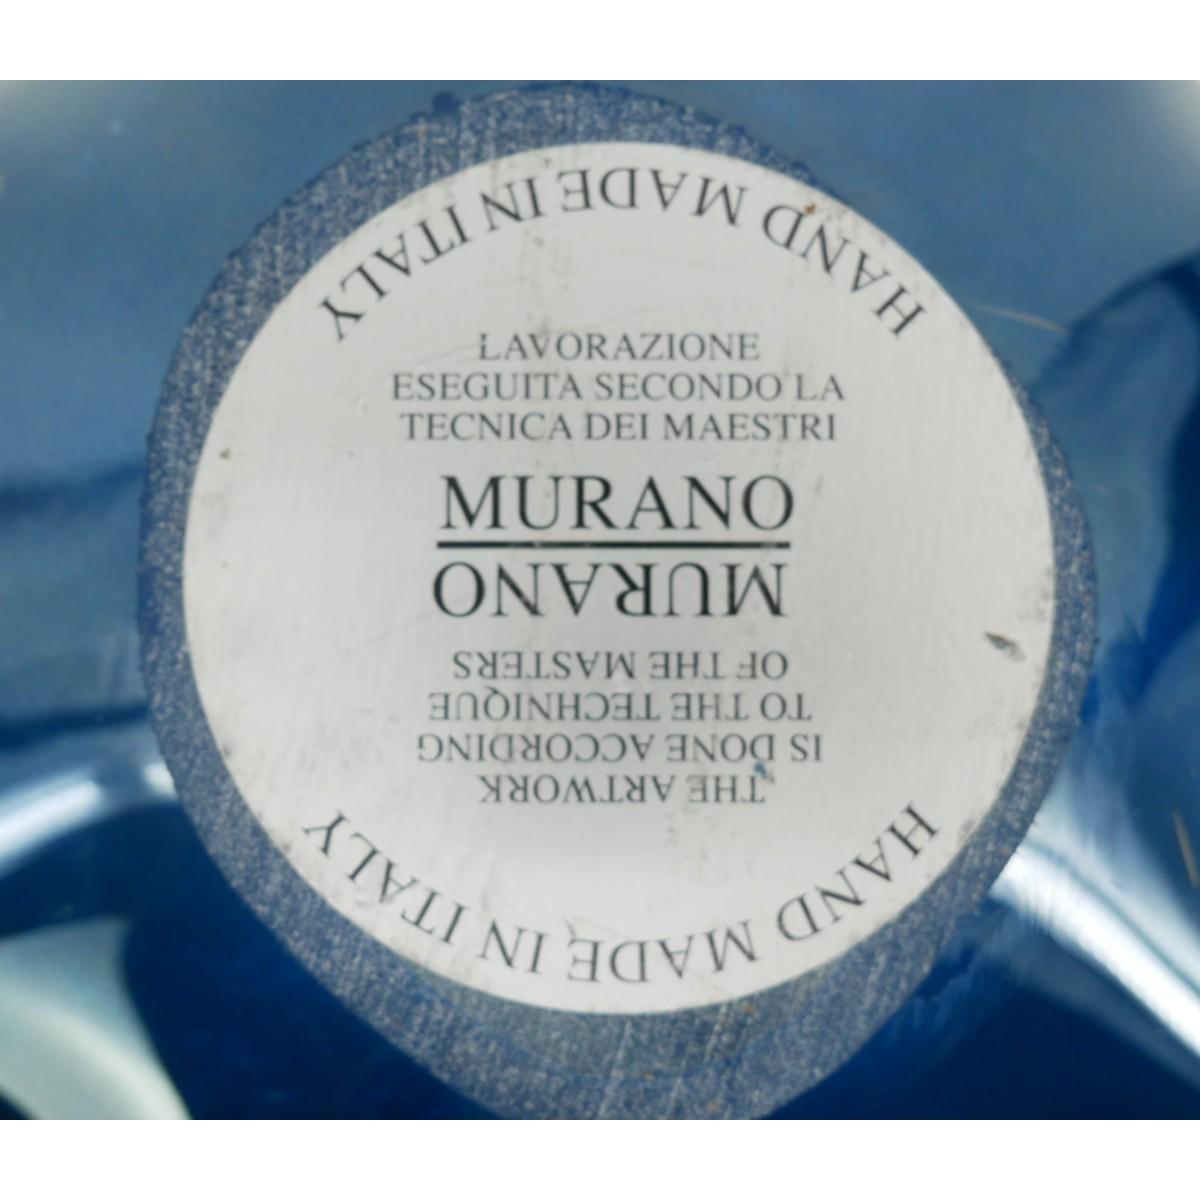 HAND MADE IN ITALY
LAVORAZIONE
ESEGUITA SECONDO LA
TECNICA DEI MAESTRI
MURANO
MURANO
THE ARTWORK
IS DONE ACCORDING
TO THE TECHNIQUE
OF THE MASTERS
HAND MADE IN ITALY